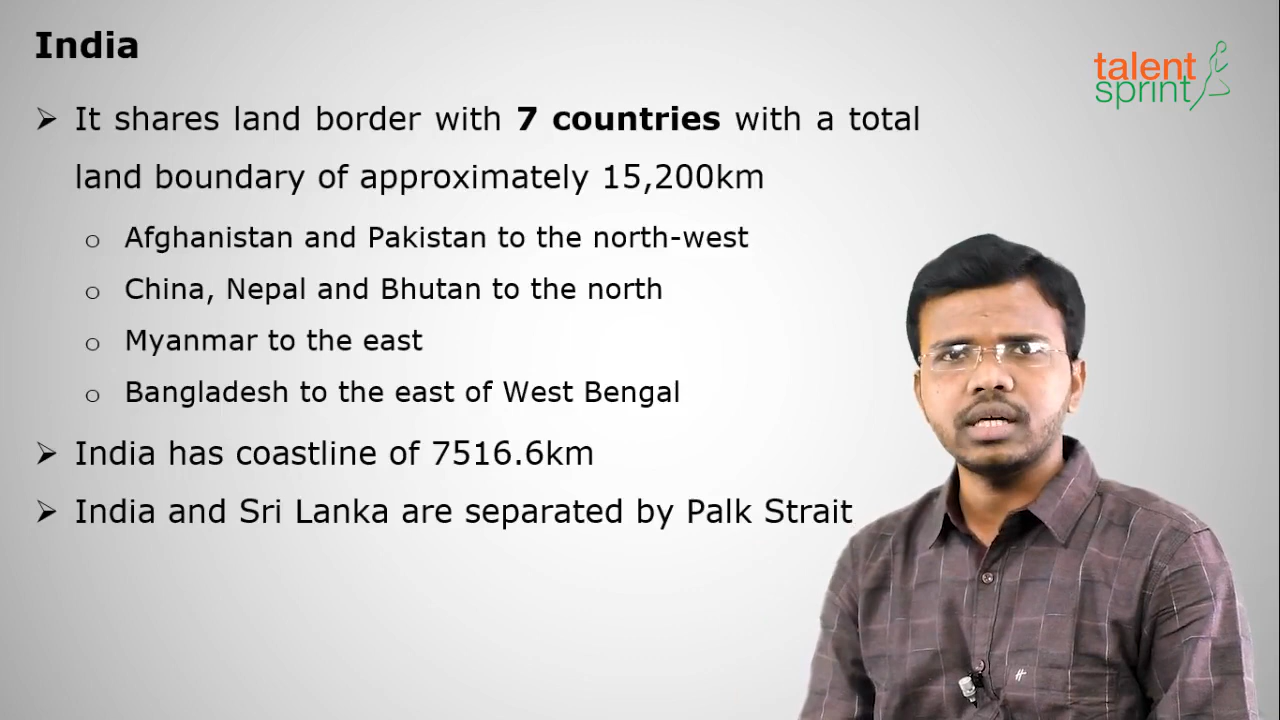 India
talent
sprint
➢ It shares land border with 7 countries with a total
land boundary of approximately 15,200km
o Afghanistan and Pakistan to the north-west
o China, Nepal and Bhutan to the north
o Myanmar to the east
o Bangladesh to the east of West Bengal
➢ India has coastline of 7516.6km
➢ India and Sri Lanka are separated by Palk Strait